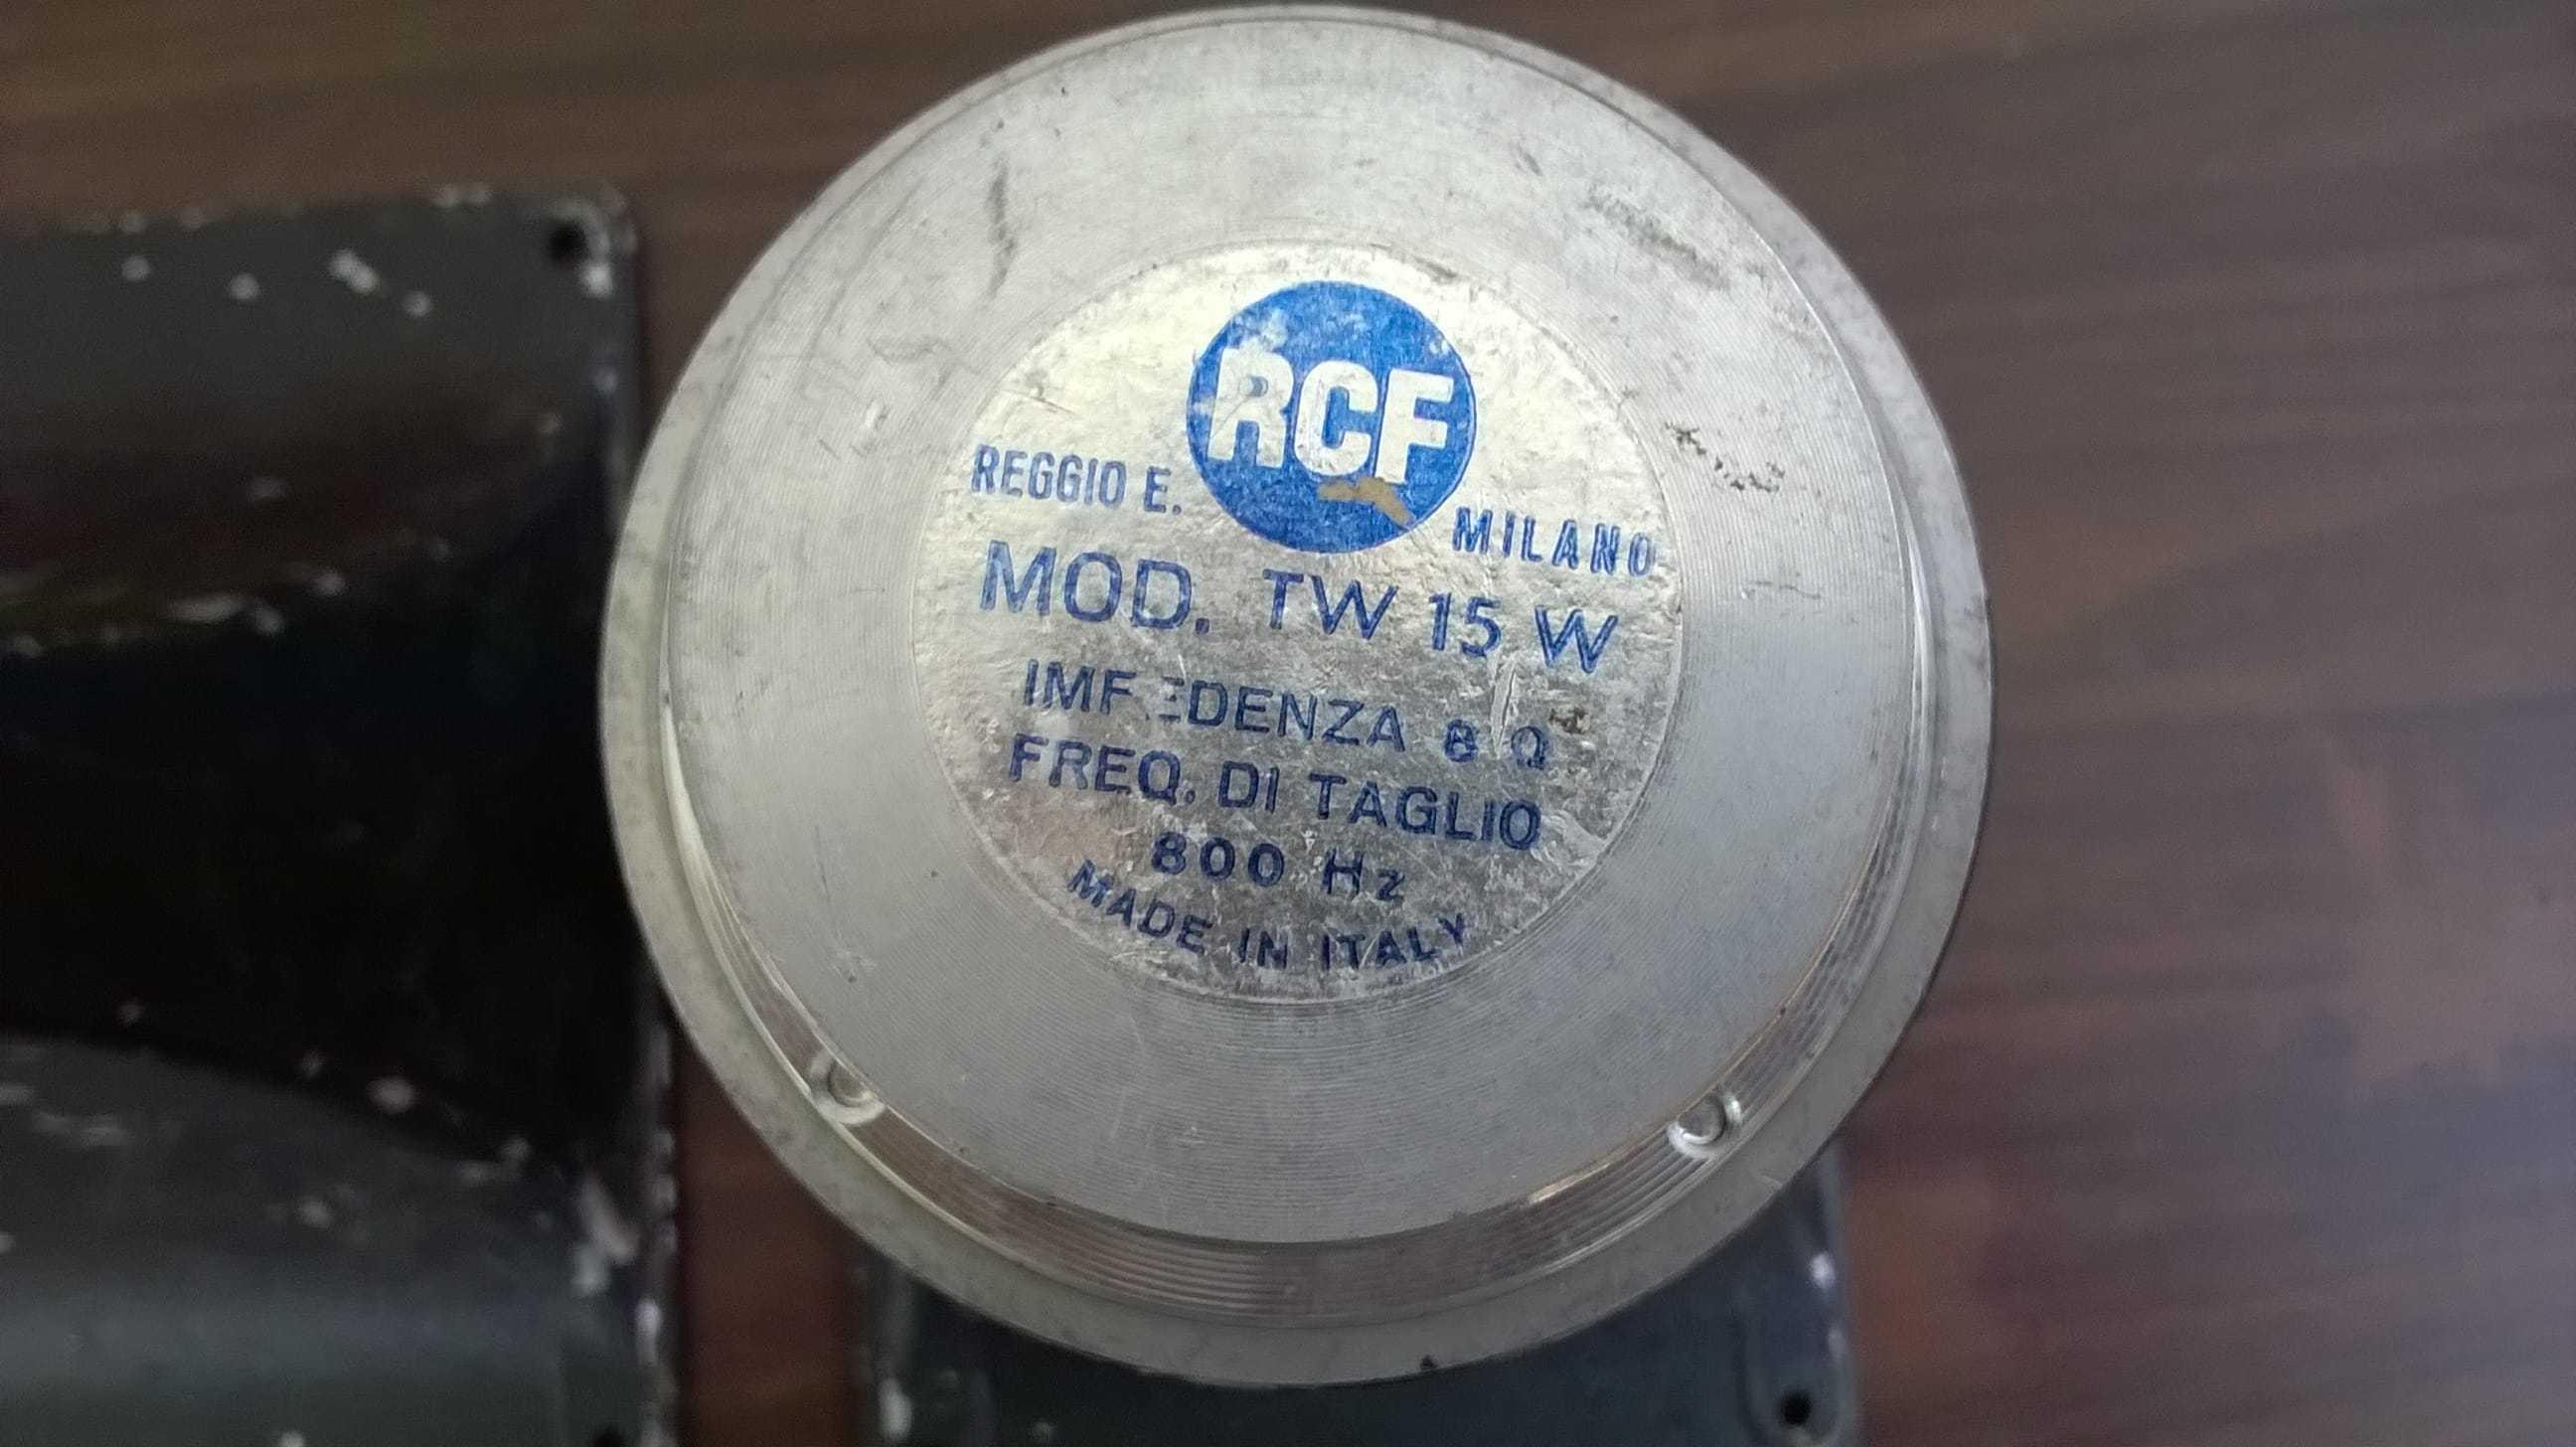 RCF
REGGIO E. MILANO
MOD. TW 15 W
IMPEDENZA 8 Ω
FREQ. DI TAGLIO
800 Hz
MADE IN ITALY